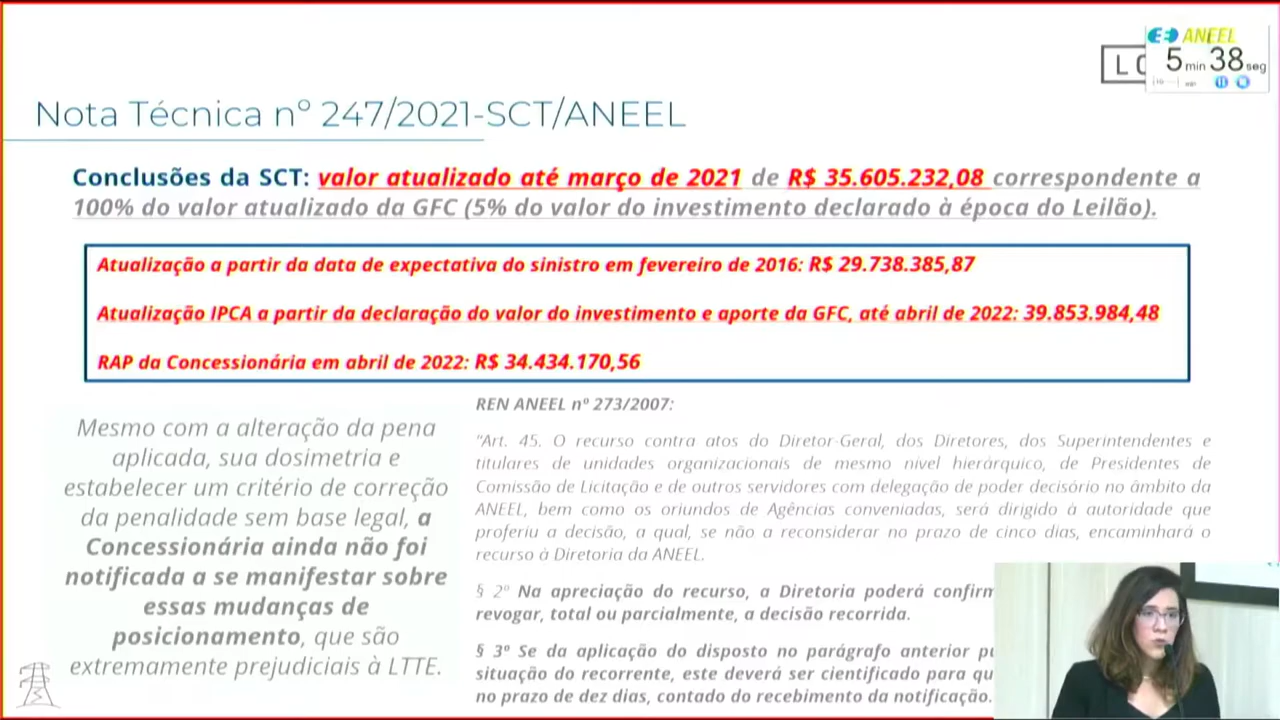 ANEEL
LO
5 min 38 seg
Nota Técnica nº 247/2021-SCT/ANEEL
Conclusões da SCT: valor atualizado até março de 2021 de R$ 35.605.232,08 correspondente a
100% do valor atualizado da GFC (5% do valor do investimento declarado à época do Leilão).
Atualização a partir da data de expectativa do sinistro em fevereiro de 2016: R$ 29.738.385,87
Atualização IPCA a partir da declaração do valor do investimento e aporte da GFC, até abril de 2022: 39.853.984,48
RAP da Concessionária em abril de 2022: R$ 34.434.170,56
Mesmo com a alteração da pena
aplicada, sua dosimetria e
estabelecer um critério de correção
da penalidade sem base legal, a
Concessionária ainda não foi
notificada a se manifestar sobre
essas mudanças de
posicionamento, que são
extremamente prejudiciais à LTTE.
REN ANEEL nº 273/2007:
"Art. 45. O recurso contra atos do Diretor-Geral, dos Diretores, dos Superintendentes e
titulares de unidades organizacionais de mesmo nível hierárquico, de Presidentes de
Comissão de Licitação e de outros servidores com delegação de poder decisório no âmbito da
ANEEL, bem como os oriundos de Agências conveniadas, será dirigido à autoridade que
proferiu a decisão, a qual, se não a reconsiderar no prazo de cinco dias, encaminhará o
recurso à Diretoria da ANEEL.
§ 2º Na apreciação do recurso, a Diretoria poderá confirm
revogar, total ou parcialmente, a decisão recorrida.
§ 3º Se da aplicação do disposto no parágrafo anterior pu
situação do recorrente, este deverá ser cientificado para qu
no prazo de dez dias, contado do recebimento da notificação.